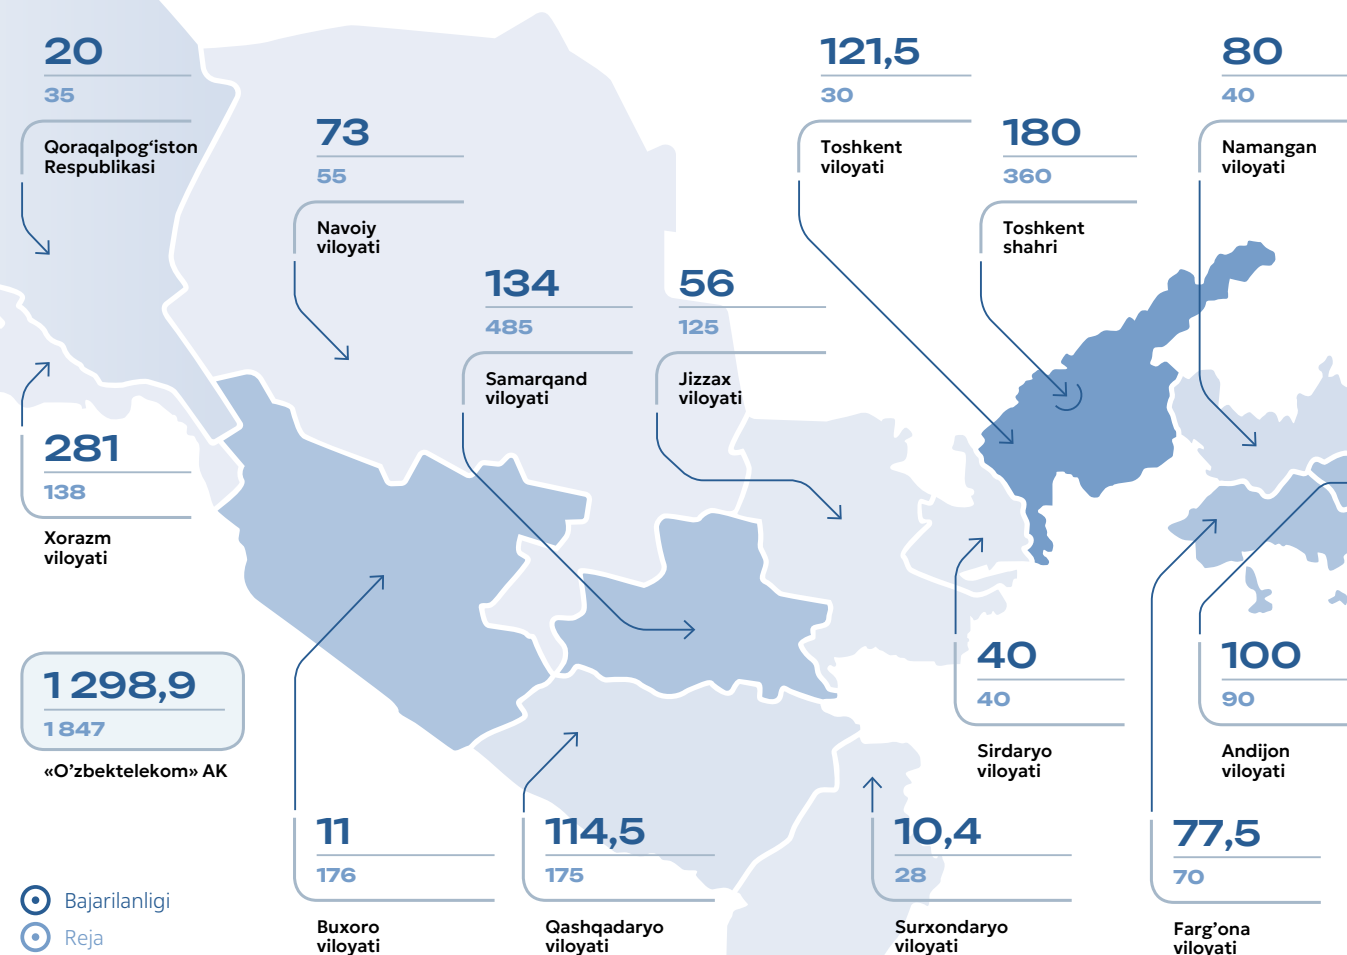 20
35
Qoraqalpog‘iston
Respublikasi
73
55
Navoiy
viloyati
121,5
30
Toshkent
viloyati
180
360
Toshkent
shahri
80
40
Namangan
viloyati
134
485
Samarqand
viloyati
56
125
Jizzax
viloyati
281
138
Xorazm
viloyati
1 298,9
1 847
«O’zbektelekom» AK
40
40
Sirdaryo
viloyati
100
90
Andijon
viloyati
11
176
Buxoro
viloyati
114,5
175
Qashqadaryo
viloyati
10,4
28
Surxondaryo
viloyati
77,5
70
Farg’ona
viloyati
Bajarilanligi
Reja